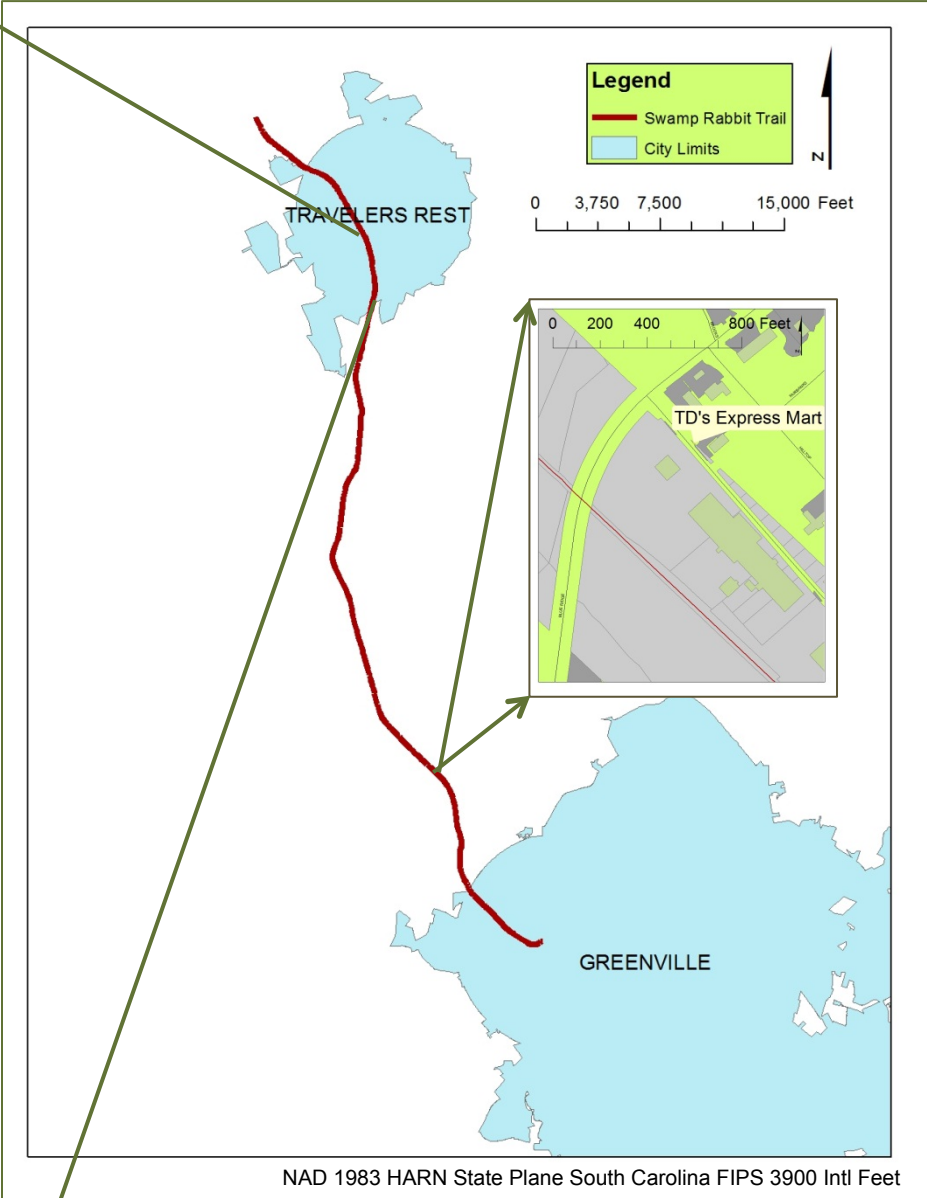 Legend
Swamp Rabbit Trail
City Limits
N
0 3,750 7,500 15,000 Feet
TRAVELERS REST
0 200 400 800 Feet
TD's Express Mart
GREENVILLE
NAD 1983 HARN State Plane South Carolina FIPS 3900 Intl Feet